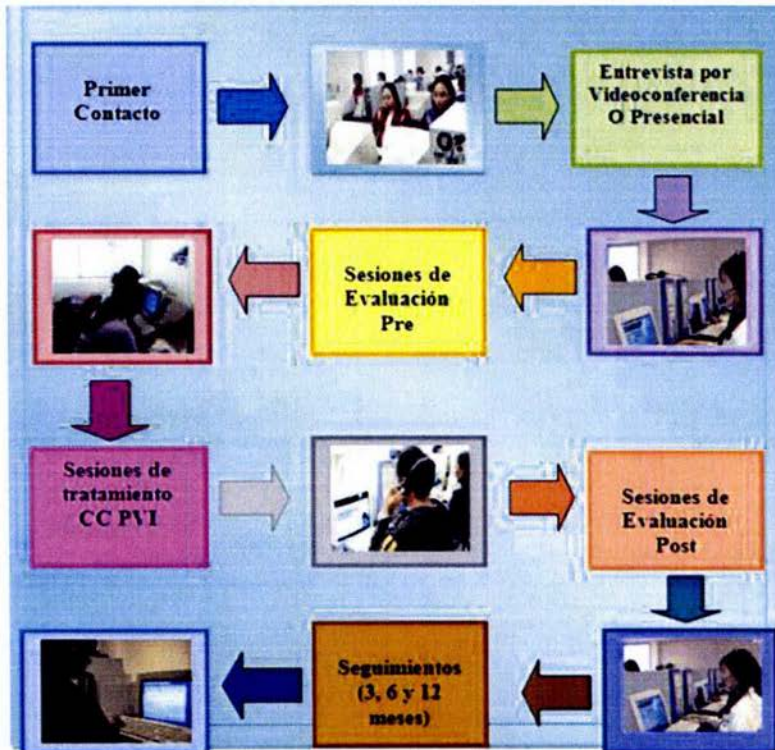 Primer
Contacto
Entrevista por
Videoconferencia
O Presencial
Sesiones de
Evaluación
Pre
Sesiones de
tratamiento
CC PVI
Sesiones de
Evaluación
Post
Seguimientos
(3, 6 y 12
meses)